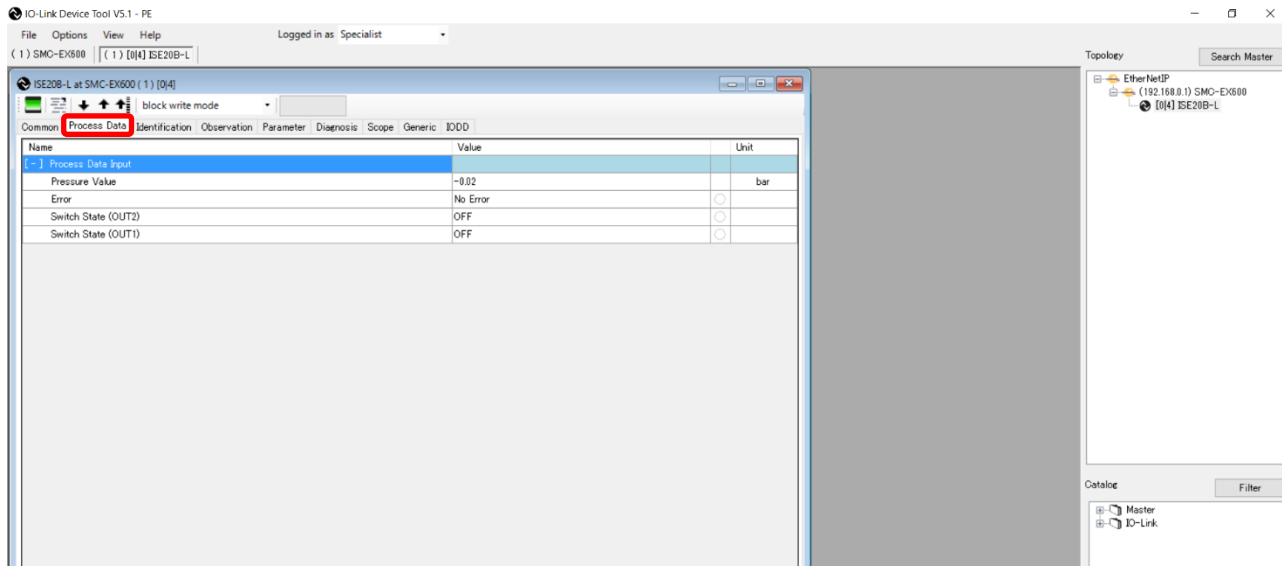 IO-Link Device Tool V5.1 - PE
File Options View Help Logged in as Specialist
( 1 ) SMC-EX600 ( 1 ) [0|4] ISE20B-L
Topology Search Master
ISE20B-L at SMC-EX600 ( 1 ) [0|4]
block write mode
Common Process Data Identification Observation Parameter Diagnosis Scope Generic IODD
Name Value Unit
[ - ] Process Data Input
Pressure Value -0.02 bar
Error No Error
Switch State (OUT2) OFF
Switch State (OUT1) OFF
EtherNetIP
(192.168.0.1) SMC-EX600
[0|4] ISE20B-L
Catalog Filter
Master
IO-Link